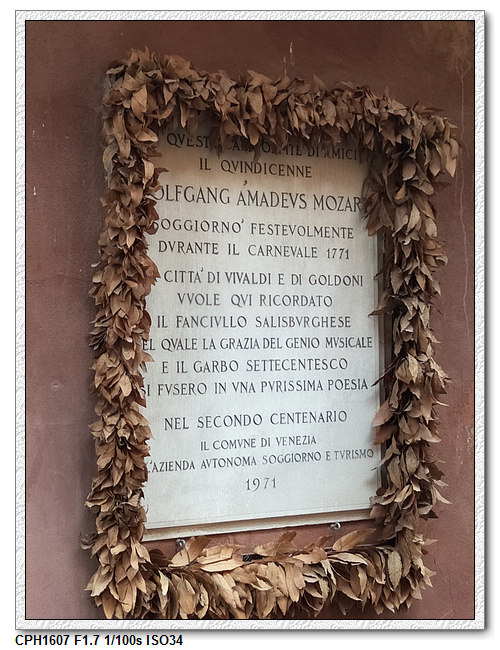 QVESTA DI AMICI
IL QVINDICENNE
OLFGANG AMADEVS MOZAR
SOGGIORNO' FESTEVOLMENTE
DVRANTE IL CARNEVALE 1771
CITTA' DI VIVALDI E DI GOLDONI
VVOLE QVI RICORDATO
IL FANCIVLLO SALISBVRGHESE
EL QVALE LA GRAZIA DEL GENIO MVSICALE
E IL GARBO SETTECENTESCO
SI FVSERO IN VNA PVRISSIMA POESIA
NEL SECONDO CENTENARIO
IL COMVNE DI VENEZIA
L'AZIENDA AVTONOMA SOGGIORNO E TVRISMO
1971
CPH1607 F1.7 1/100s ISO34